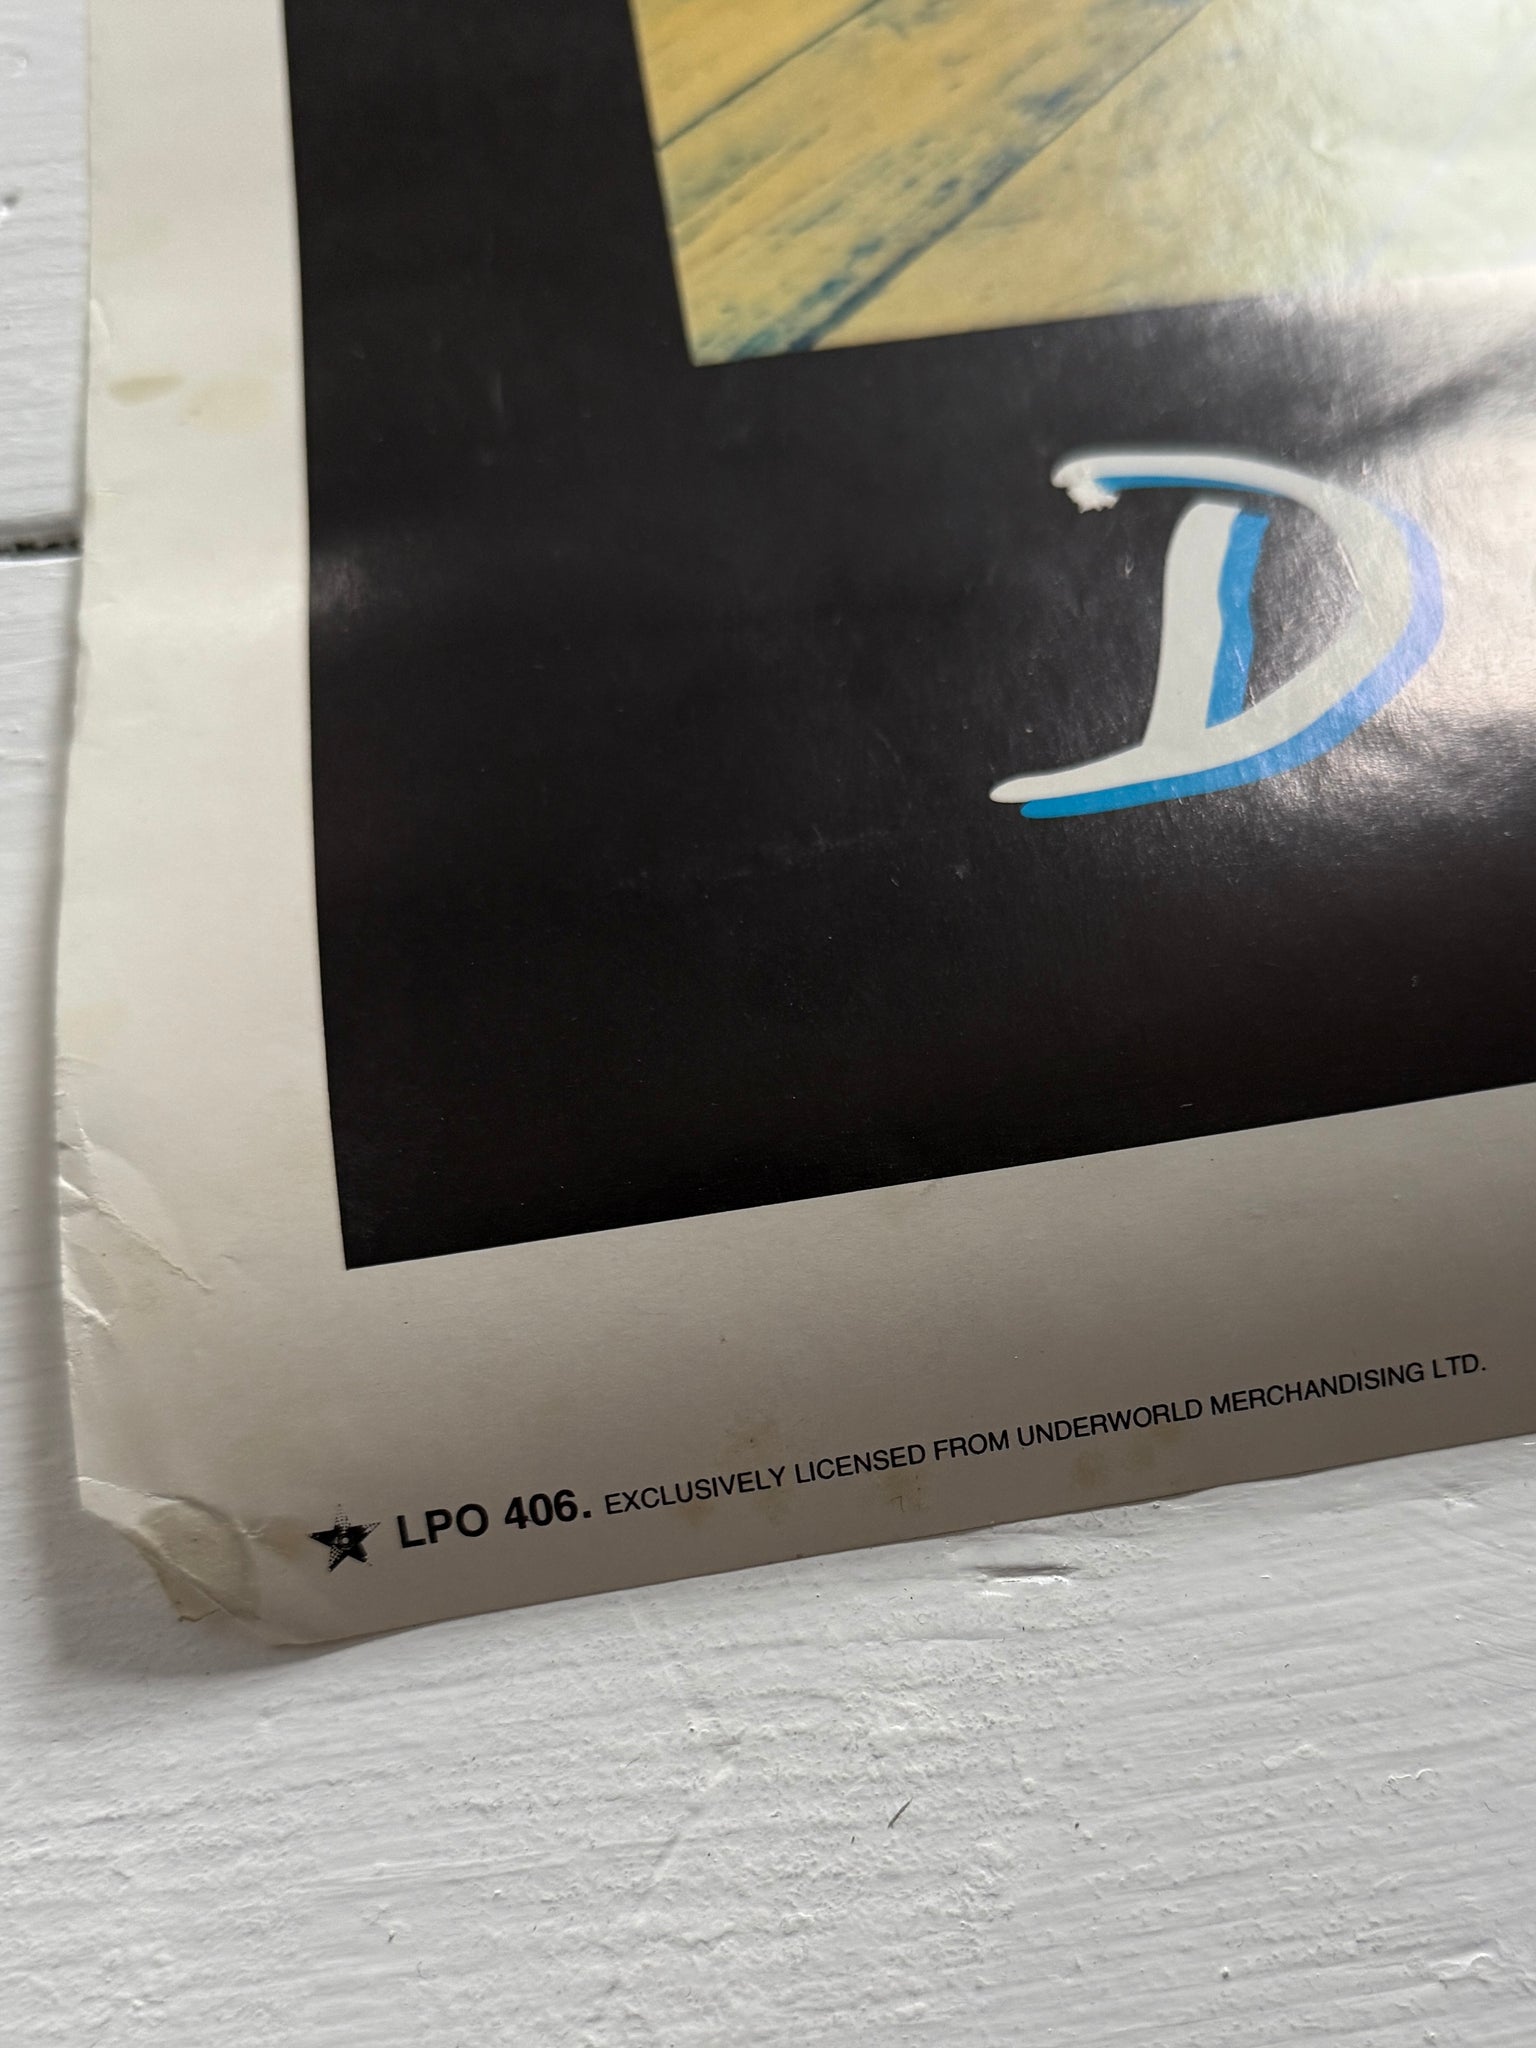 D
LPO 406. EXCLUSIVELY LICENSED FROM UNDERWORLD MERCHANDISING LTD.